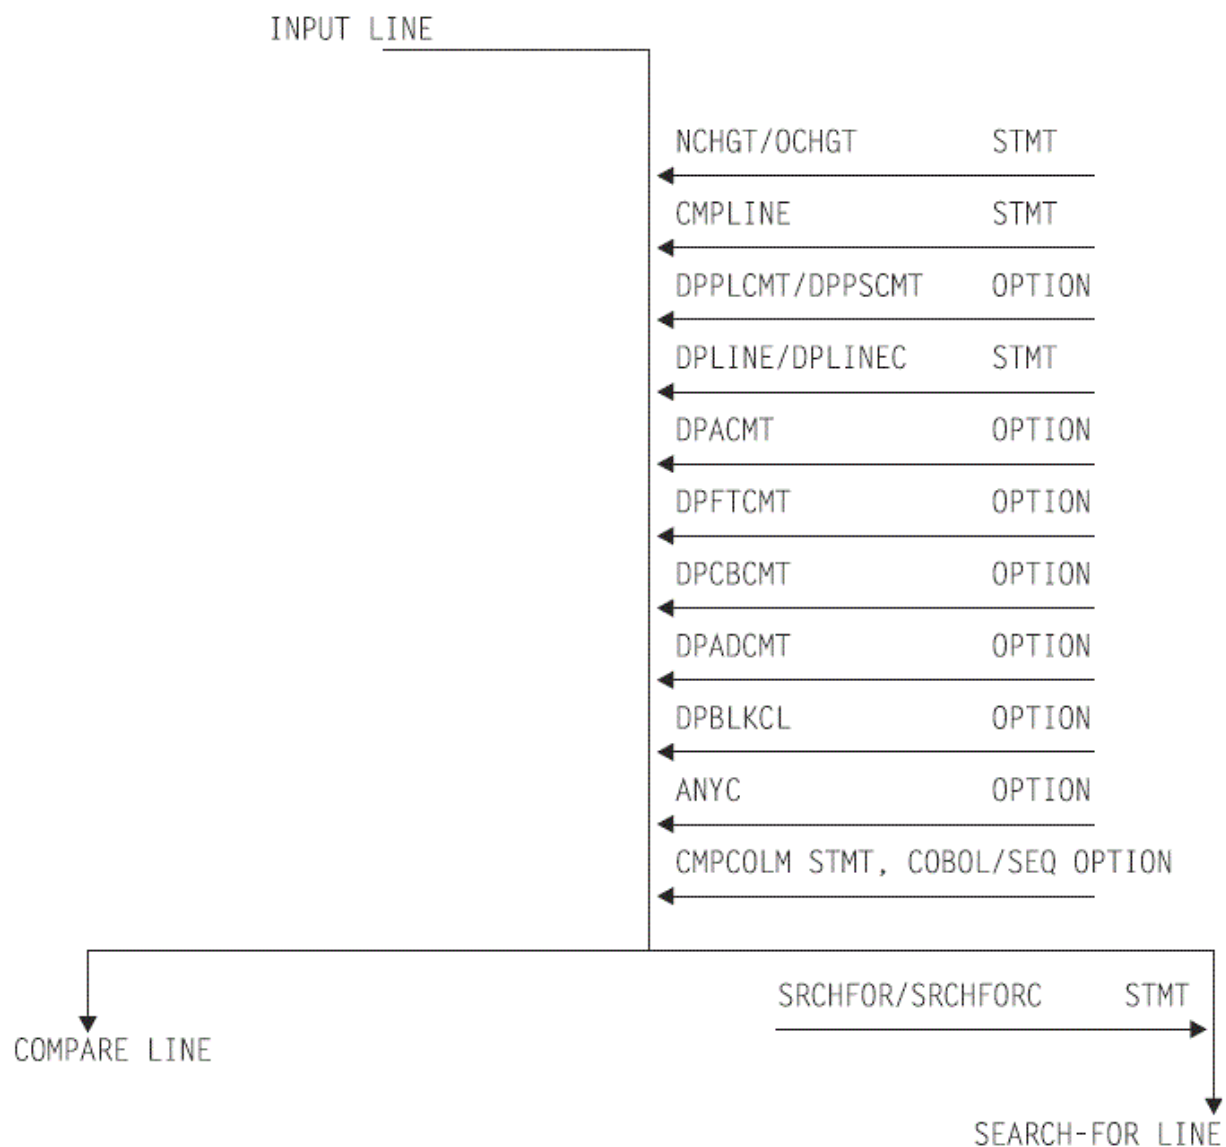 INPUT LINE
NCHGT/OCHGT STMT
CMPLINE STMT
DPPLCMT/DPPSCMT OPTION
DPLINE/DPLINEC STMT
DPACMT OPTION
DPFTCMT OPTION
DPCBCMT OPTION
DPADCMT OPTION
DPBLKCL OPTION
ANYC OPTION
CMPCOLM STMT, COBOL/SEQ OPTION
SRCHFOR/SRCHFORC STMT
COMPARE LINE
SEARCH-FOR LINE